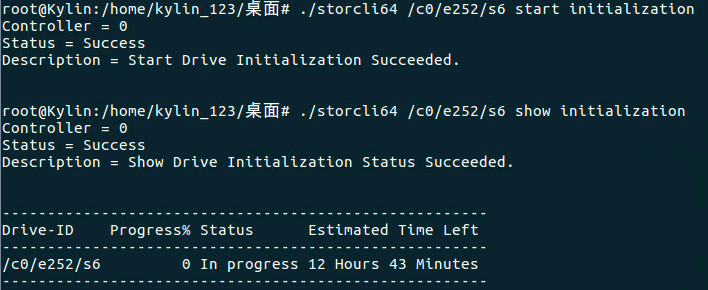 root@Kylin:/home/kylin_123/桌面# ./storcli64 /c0/e252/s6 start initialization
Controller = 0
Status = Success
Description = Start Drive Initialization Succeeded.
root@Kylin:/home/kylin_123/桌面# ./storcli64 /c0/e252/s6 show initialization
Controller = 0
Status = Success
Description = Show Drive Initialization Status Succeeded.
------------------------------------------------------
Drive-ID    Progress% Status      Estimated Time Left
------------------------------------------------------
/c0/e252/s6         0 In progress 12 Hours 43 Minutes
------------------------------------------------------